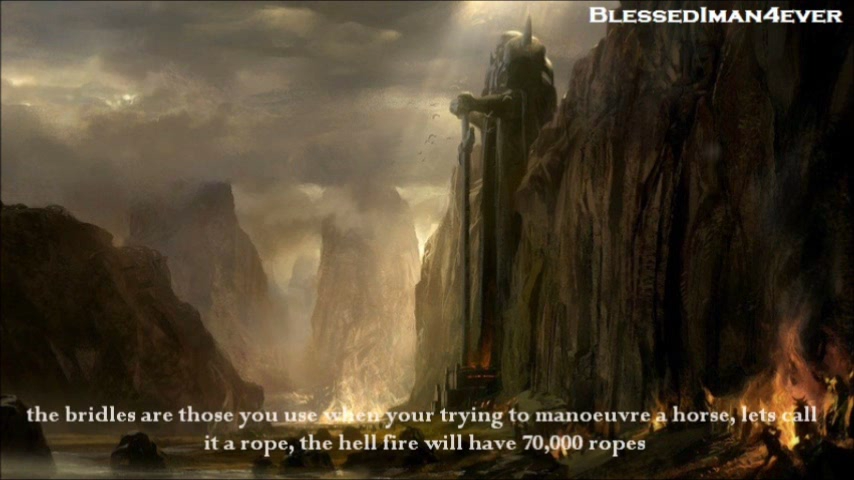 BlessedIman4ever
the bridles are those you use when your trying to manoeuvre a horse, lets call
it a rope, the hell fire will have 70,000 ropes